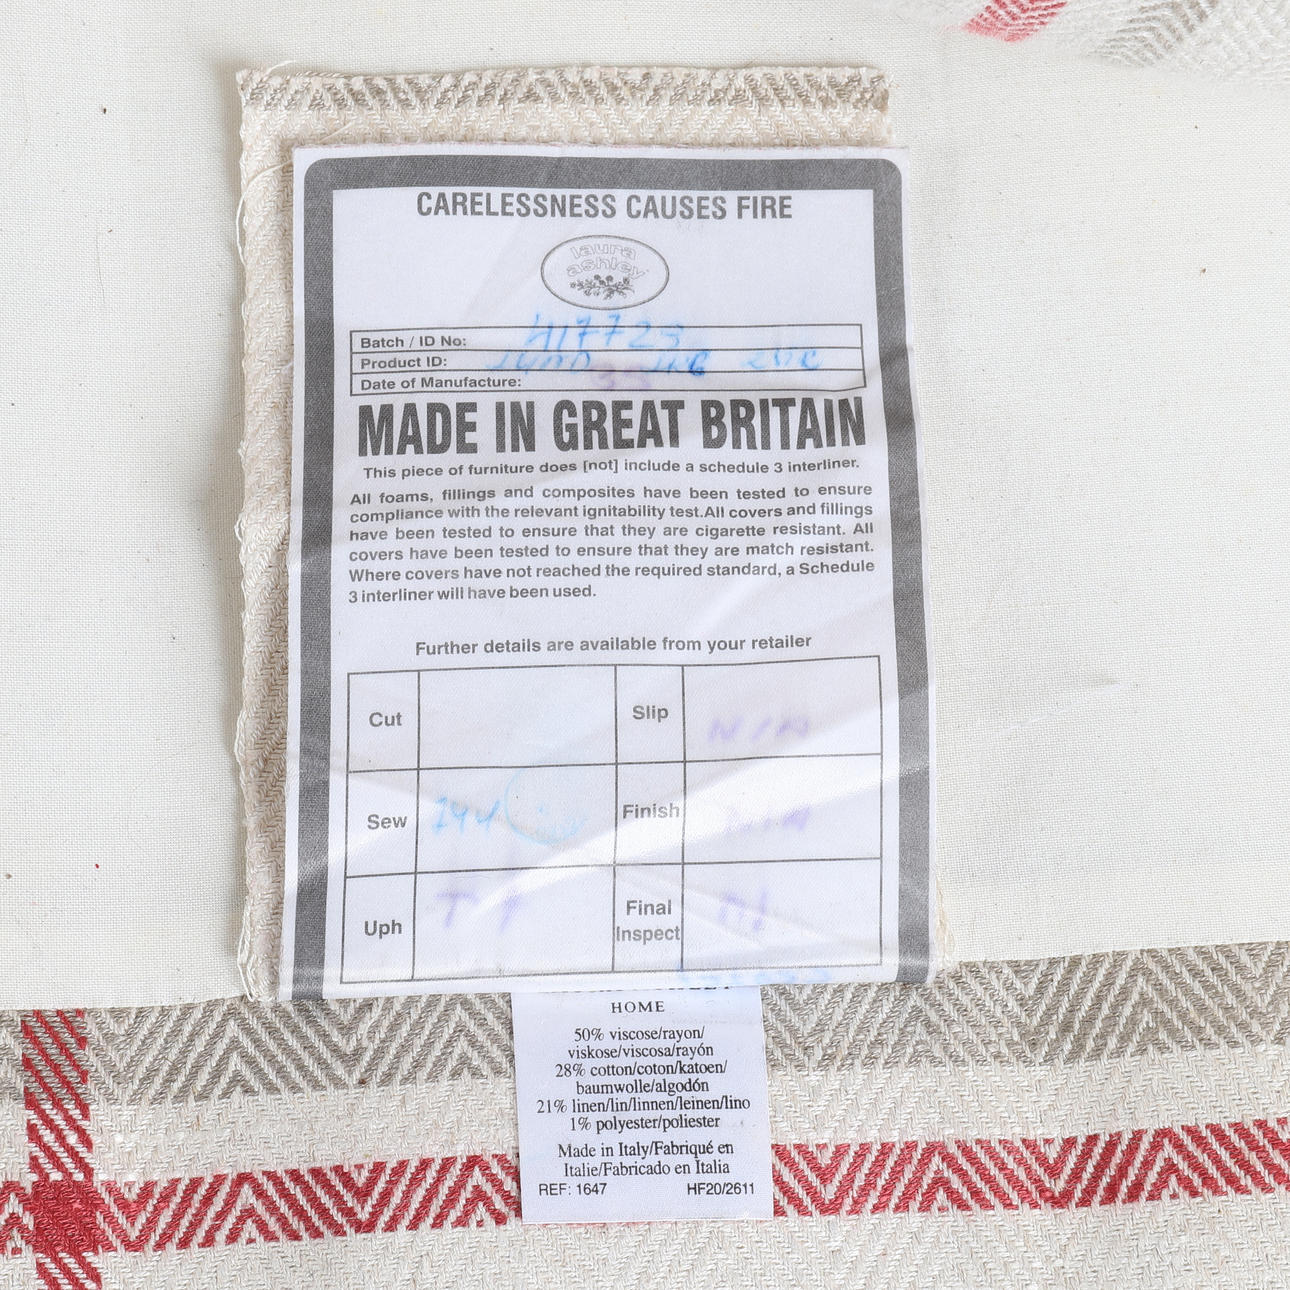 CARELESSNESS CAUSES FIRE
laura
ashley
Batch / ID No: 417723
Product ID:
Date of Manufacture:
MADE IN GREAT BRITAIN
This piece of furniture does [not] include a schedule 3 interliner.
All foams, fillings and composites have been tested to ensure
compliance with the relevant ignitability test.All covers and fillings
have been tested to ensure that they are cigarette resistant. All
covers have been tested to ensure that they are match resistant.
Where covers have not reached the required standard, a Schedule
3 interliner will have been used.
Further details are available from your retailer
Cut
Slip
Sew
Finish
Uph
Final
Inspect
HOME
50% viscose/rayon/
viskose/viscosa/rayón
28% cotton/coton/katoen/
baumwolle/algodón
21% linen/lin/linnen/leinen/lino
1% polyester/poliester
Made in Italy/Fabriqué en
Italie/Fabricado en Italia
REF: 1647 HF20/2611